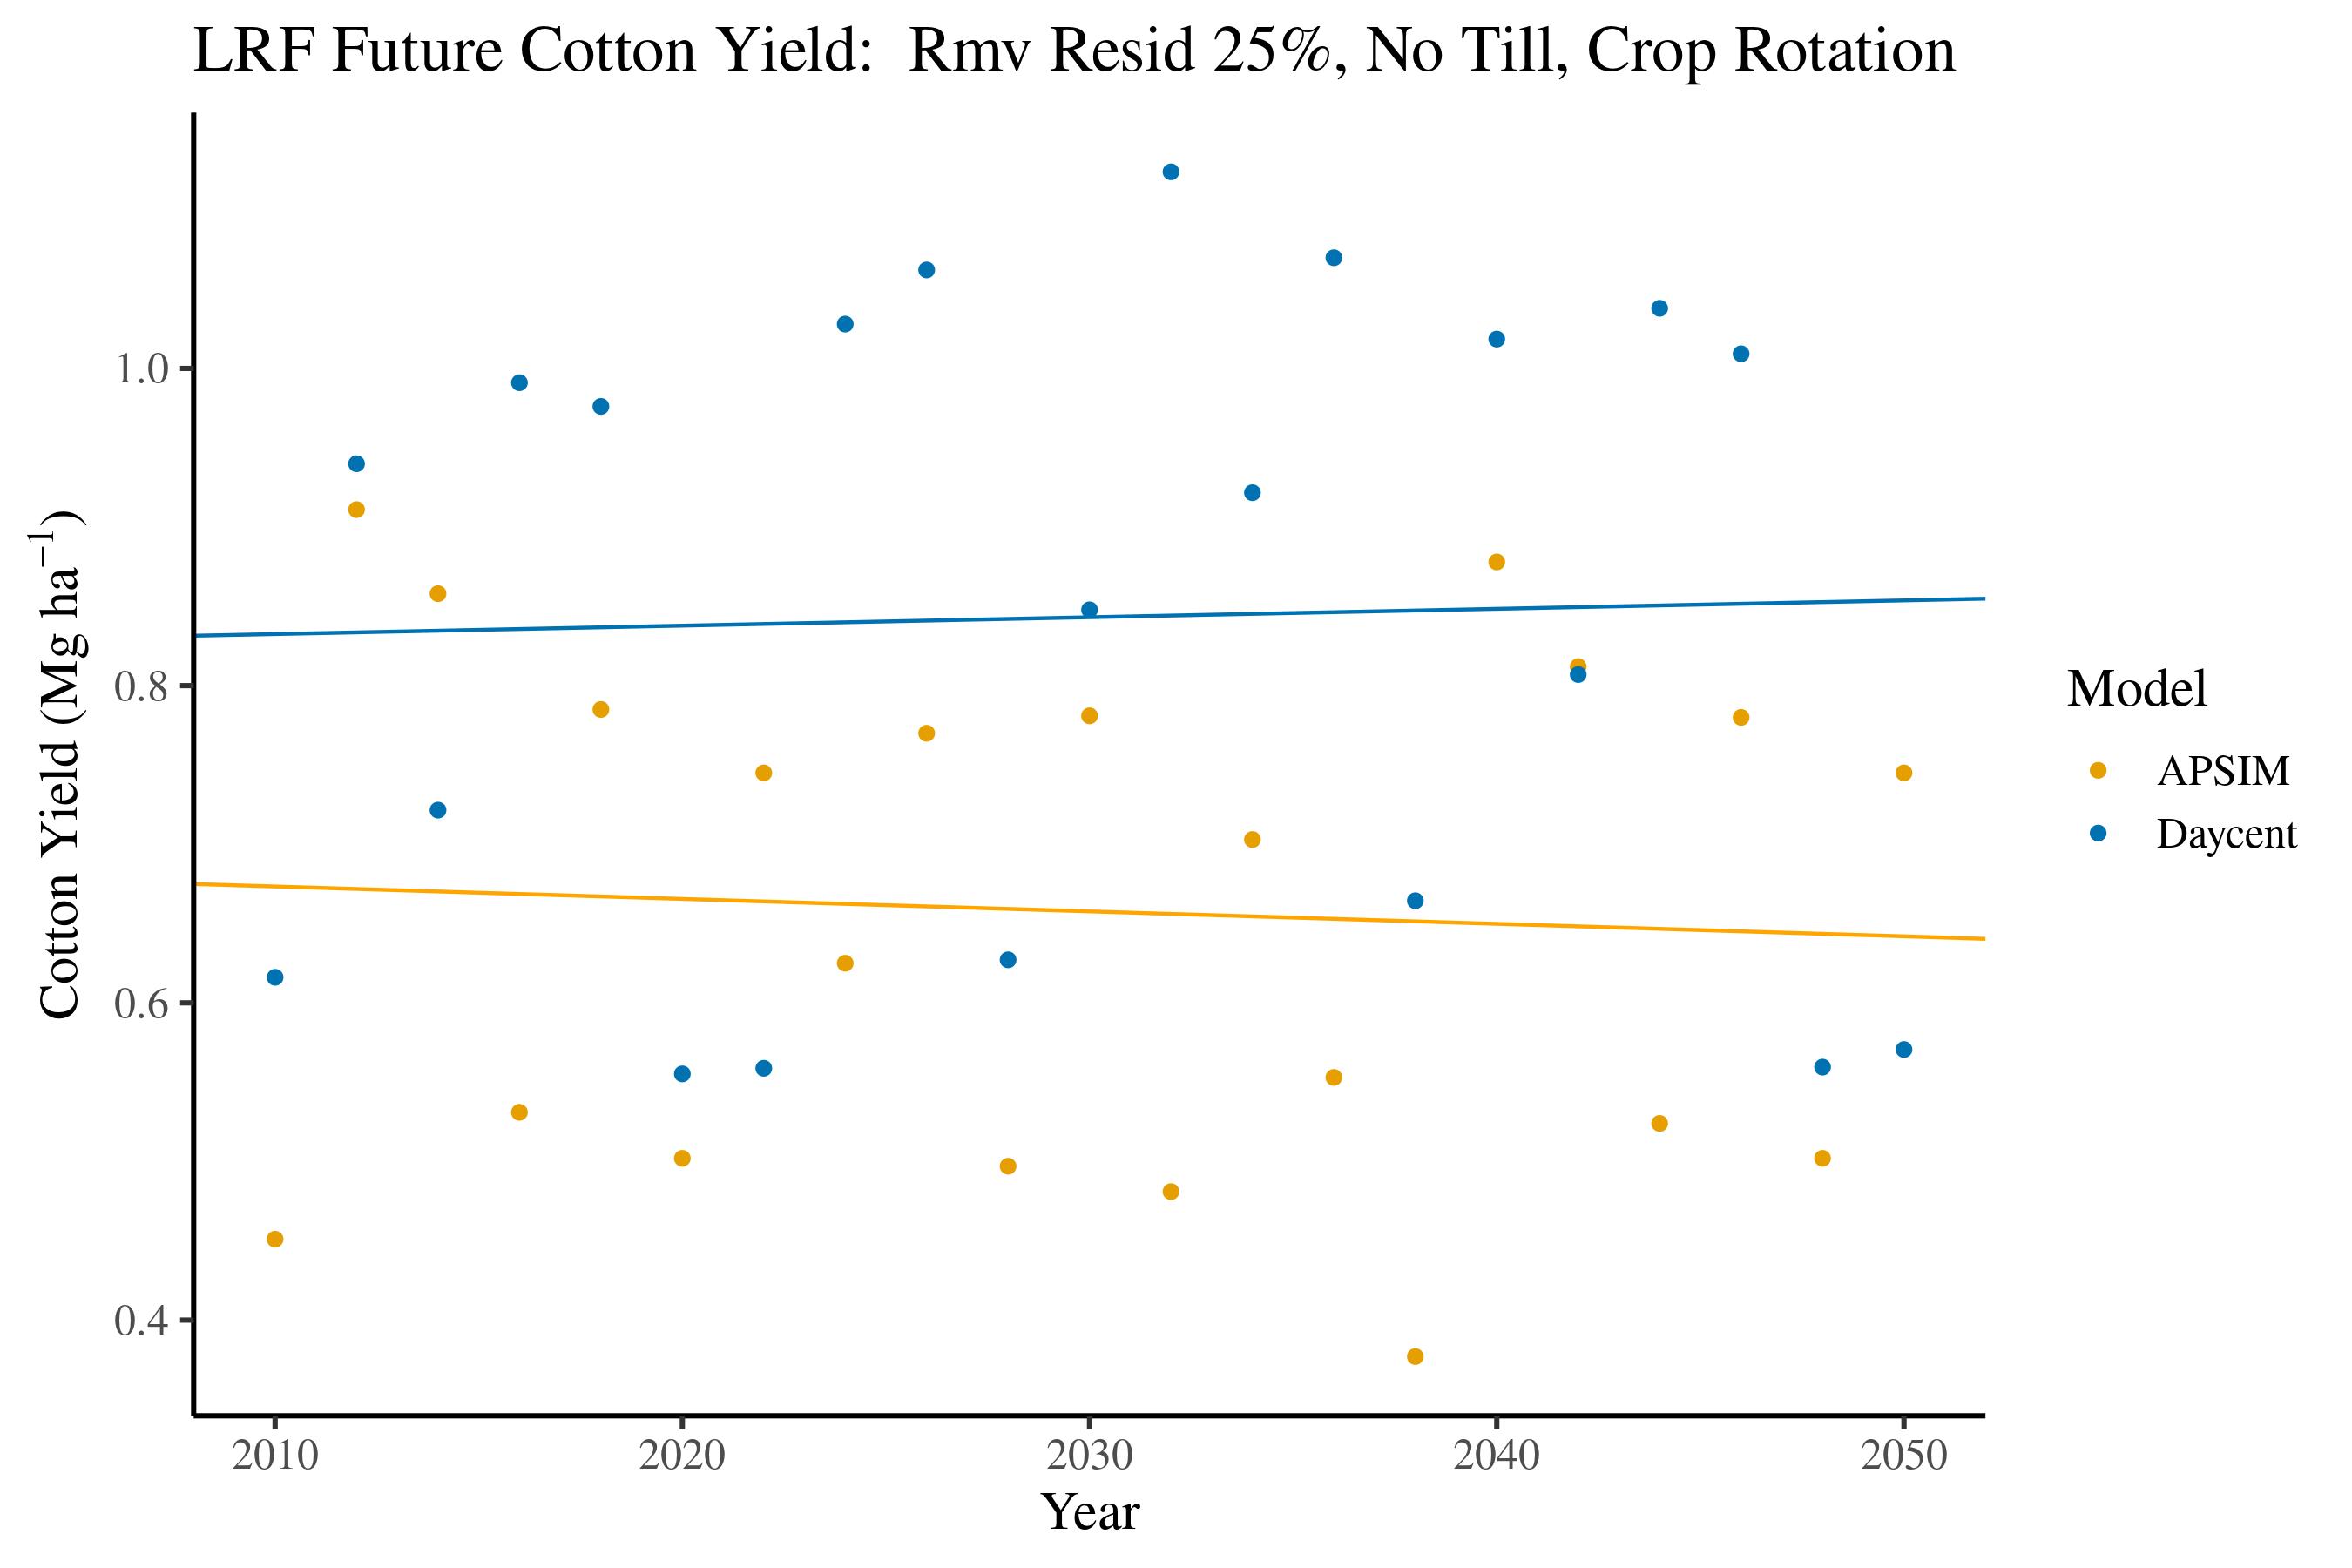 LRF Future Cotton Yield:  Rmv Resid 25%, No Till, Crop Rotation
Cotton Yield (Mg ha⁻¹)
1.0
0.8
0.6
0.4
2010 2020 2030 2040 2050
Year
Model
APSIM
Daycent